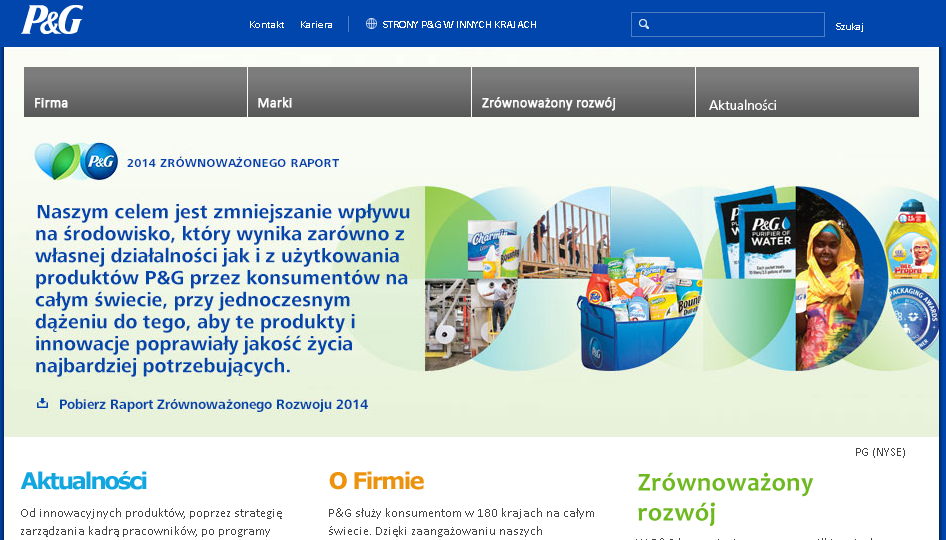 P&G
Kontakt Kariera STRONY P&G W INNYCH KRAJACH
Szukaj
Firma Marki Zrównoważony rozwój Aktualności
P&G 2014 ZRÓWNOWAŻONEGO RAPORT
Naszym celem jest zmniejszanie wpływu
na środowisko, który wynika zarówno z
własnej działalności jak i z użytkowania
produktów P&G przez konsumentów na
całym świecie, przy jednoczesnym
dążeniu do tego, aby te produkty i
innowacje poprawiały jakość życia
najbardziej potrzebujących.
Pobierz Raport Zrównoważonego Rozwoju 2014
Charmin
Bounty
Tide
Bounty
P&G
P&G
PURIFIER OF
WATER
Propre
PACKAGING AWARDS
PG (NYSE)
Aktualności
Od innowacyjnych produktów, poprzez strategię
zarządzania kadrą pracowników, po programy
O Firmie
P&G służy konsumentom w 180 krajach na całym
świecie. Dzięki zaangażowaniu naszych
Zrównoważony
rozwój